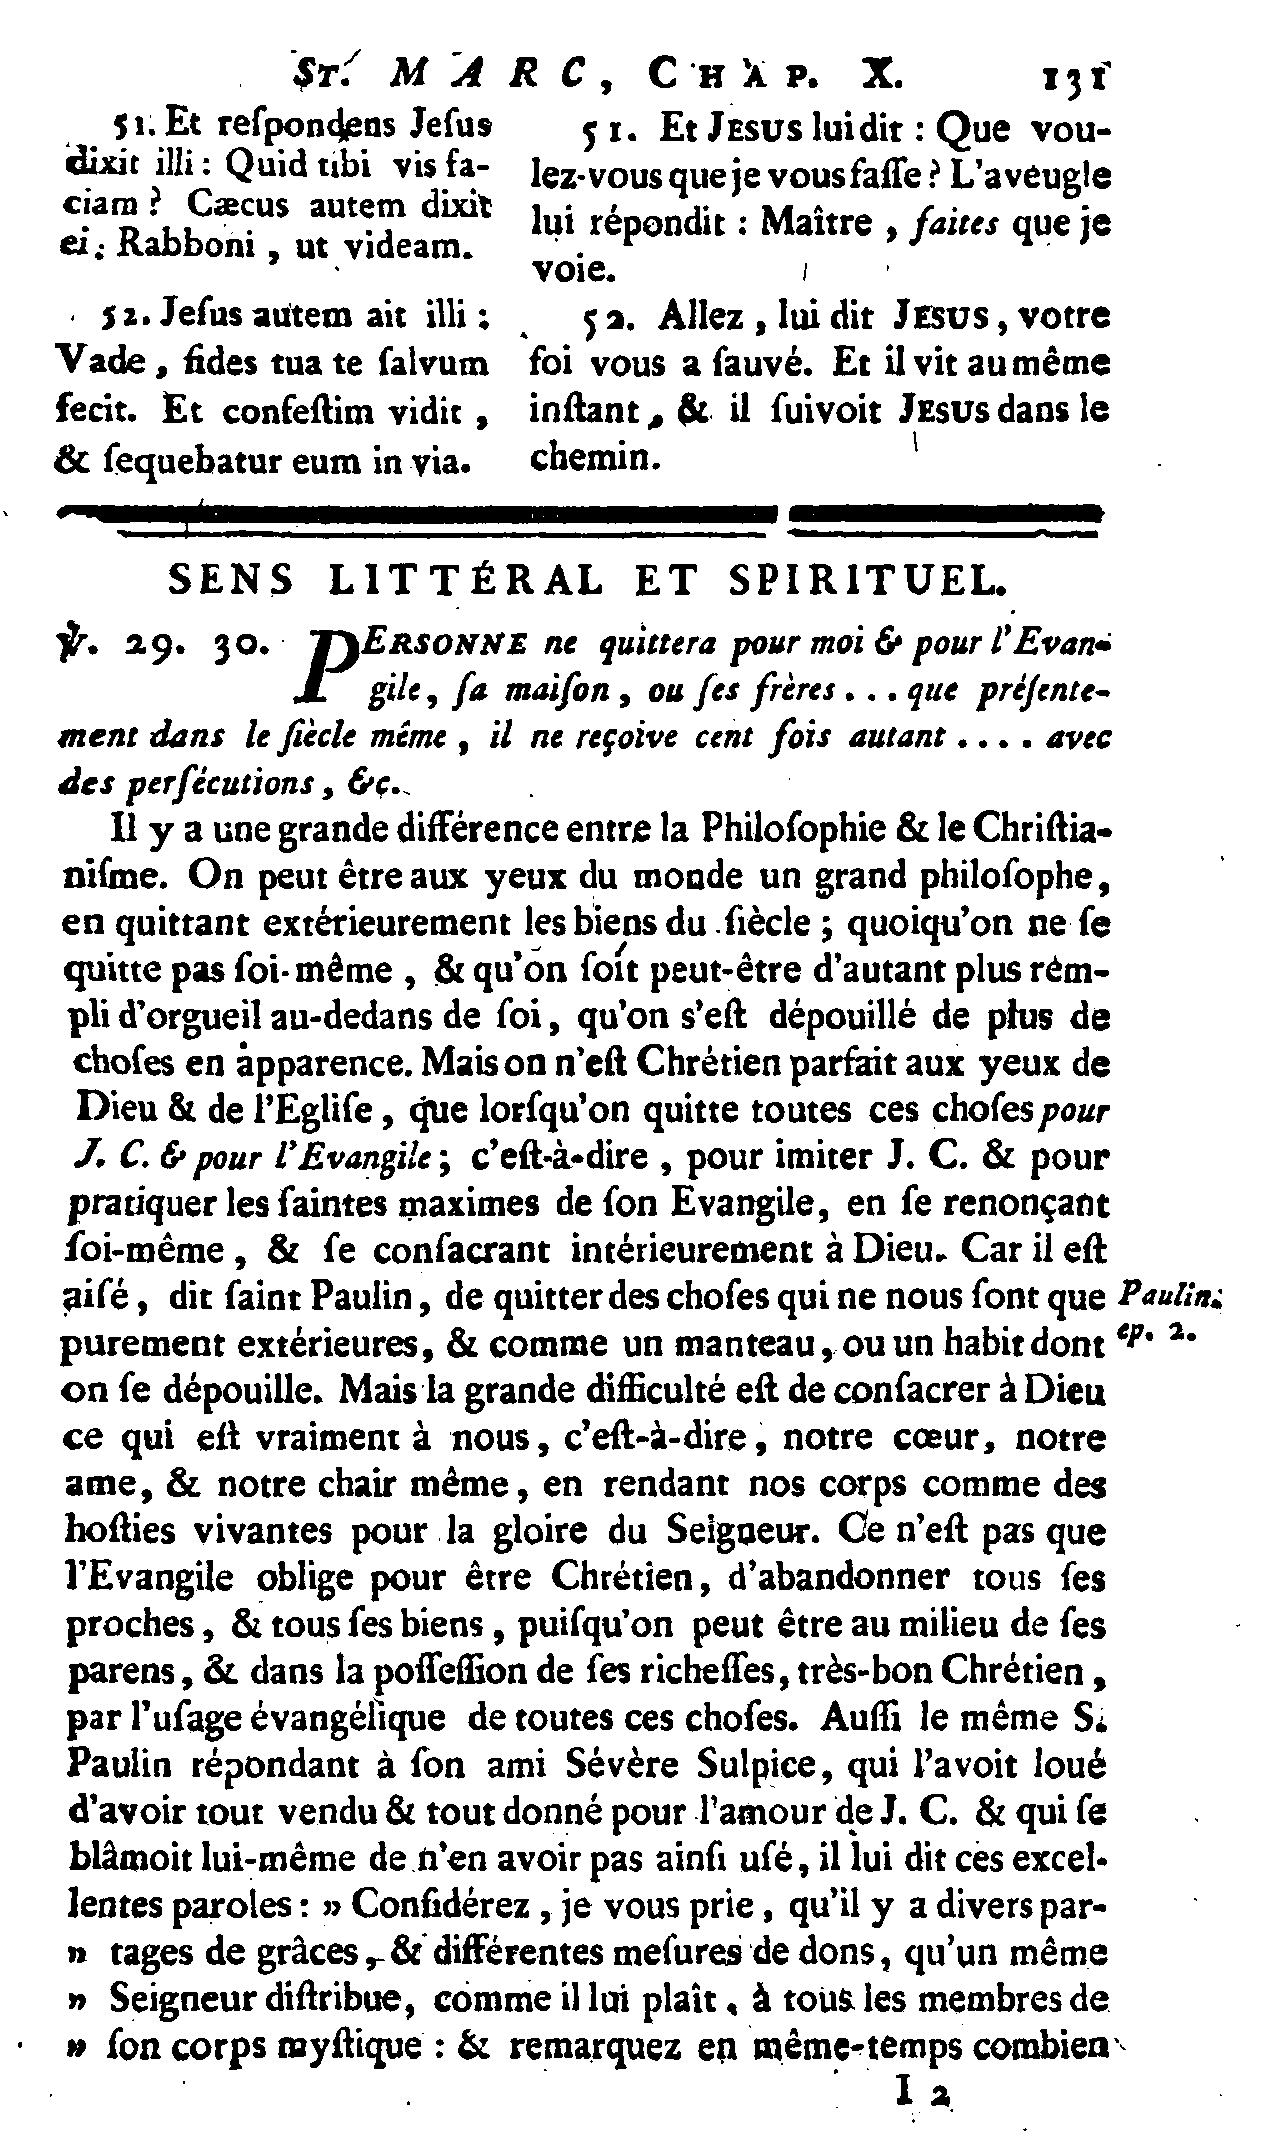 ST. MARC, CHAP. X. 131
51. Et reſpondens Jeſus
dixit illi : Quid tibi vis fa-
ciam ? Cæcus autem dixit
ei : Rabboni , ut videam.
52. Jeſus autem ait illi :
Vade , fides tua te ſalvum
fecit. Et confeſtim vidit ,
& ſequebatur eum in via.
51. Et JESUS lui dit : Que vou-
lez-vous que je vous faſſe ? L'aveugle
lui répondit : Maître , faites que je
voie.
52. Allez , lui dit JESUS , votre
foi vous a ſauvé. Et il vit au même
inſtant , & il ſuivoit JESUS dans le
chemin.
SENS LITTÉRAL ET SPIRITUEL.
℣. 29. 30. PERSONNE ne quittera pour moi & pour l'Evan-
gile, ſa maiſon , ou ſes frères . . . que préſente-
ment dans le ſiècle même , il ne reçoive cent fois autant . . . . avec
des perſécutions , &c.
Il y a une grande différence entre la Philoſophie & le Chriſtia-
niſme. On peut être aux yeux du monde un grand philoſophe,
en quittant extérieurement les biens du ſiècle ; quoiqu'on ne ſe
quitte pas ſoi-même , & qu'on ſoit peut-être d'autant plus rem-
pli d'orgueil au-dedans de ſoi, qu'on s'eſt dépouillé de plus de
choſes en apparence. Mais on n'eſt Chrétien parfait aux yeux de
Dieu & de l'Egliſe , que lorſqu'on quitte toutes ces choſes pour
J. C. & pour l'Evangile ; c'eſt-à-dire , pour imiter J. C. & pour
pratiquer les ſaintes maximes de ſon Evangile, en ſe renonçant
ſoi-même , & ſe conſacrant intérieurement à Dieu. Car il eſt
aiſé , dit ſaint Paulin, de quitter des choſes qui ne nous ſont que
purement extérieures, & comme un manteau, ou un habit dont
on ſe dépouille. Mais la grande difficulté eſt de conſacrer à Dieu
ce qui eſt vraiment à nous, c'eſt-à-dire, notre cœur, notre
ame, & notre chair même, en rendant nos corps comme des
hoſties vivantes pour la gloire du Seigneur. Ce n'eſt pas que
l'Evangile oblige pour être Chrétien, d'abandonner tous ſes
proches , & tous ſes biens , puiſqu'on peut être au milieu de ſes
parens, & dans la poſſeſſion de ſes richeſſes, très-bon Chrétien ,
par l'uſage évangélique de toutes ces choſes. Auſſi le même S.
Paulin répondant à ſon ami Sévère Sulpice, qui l'avoit loué
d'avoir tout vendu & tout donné pour l'amour de J. C. & qui ſe
blâmoit lui-même de n'en avoir pas ainſi uſé, il lui dit ces excel-
lentes paroles : » Conſidérez , je vous prie , qu'il y a divers par-
» tages de grâces , & différentes meſures de dons, qu'un même
» Seigneur diſtribue, comme il lui plaît, à tous les membres de
» ſon corps myſtique : & remarquez en même-temps combien
Paulin.
ep. 2.
I 2